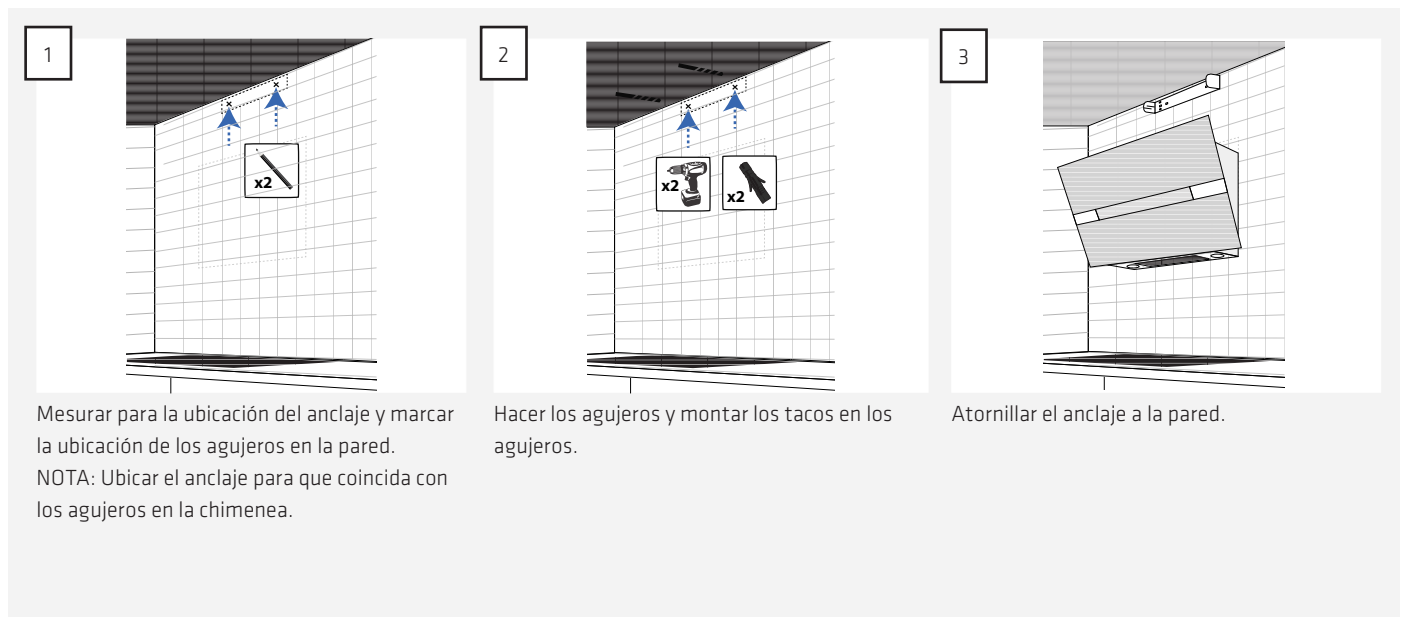 1
x2
Mesurar para la ubicación del anclaje y marcar
la ubicación de los agujeros en la pared.
NOTA: Ubicar el anclaje para que coincida con
los agujeros en la chimenea.
2
x2
x2
Hacer los agujeros y montar los tacos en los
agujeros.
3
Atornillar el anclaje a la pared.